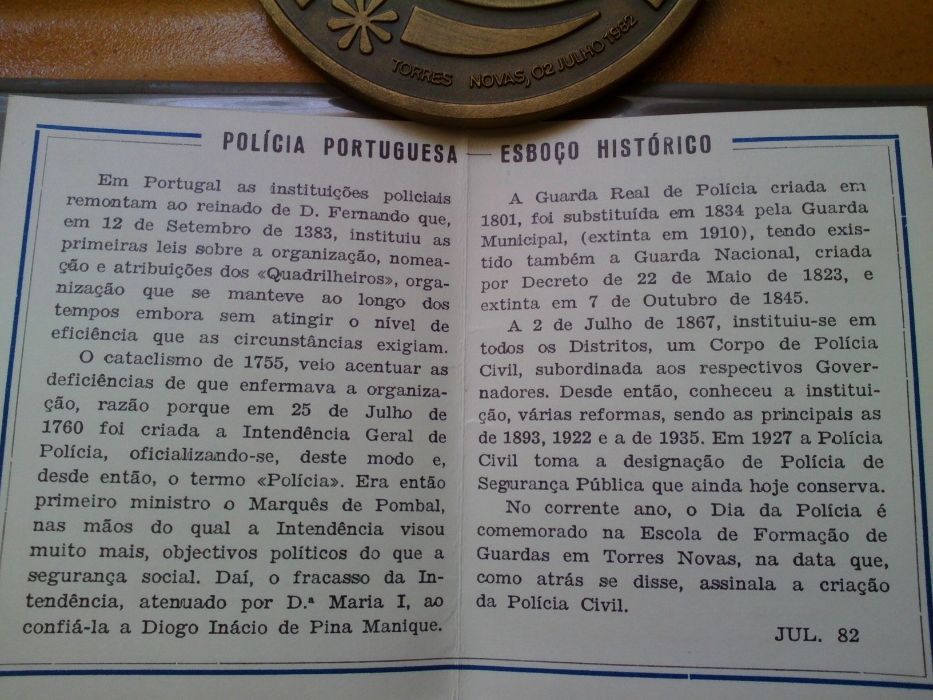 TORRES NOVAS, 02 JULHO 1982
POLÍCIA PORTUGUESA — ESBOÇO HISTÓRICO
Em Portugal as instituições policiais
remontam ao reinado de D. Fernando que,
em 12 de Setembro de 1383, instituiu as
primeiras leis sobre a organização, nomea-
ção e atribuições dos «Quadrilheiros», orga-
nização que se manteve ao longo dos
tempos embora sem atingir o nível de
eficiência que as circunstâncias exigiam.
O cataclismo de 1755, veio acentuar as
deficiências de que enfermava a organiza-
ção, razão porque em 25 de Julho de
1760 foi criada a Intendência Geral de
Polícia, oficializando-se, deste modo e,
desde então, o termo «Polícia». Era então
primeiro ministro o Marquês de Pombal,
nas mãos do qual a Intendência visou
muito mais, objectivos políticos do que a
segurança social. Daí, o fracasso da In-
tendência, atenuado por D.ª Maria I, ao
confiá-la a Diogo Inácio de Pina Manique.
A Guarda Real de Polícia criada em
1801, foi substituída em 1834 pela Guarda
Municipal, (extinta em 1910), tendo exis-
tido também a Guarda Nacional, criada
por Decreto de 22 de Maio de 1823, e
extinta em 7 de Outubro de 1845.
A 2 de Julho de 1867, instituiu-se em
todos os Distritos, um Corpo de Polícia
Civil, subordinada aos respectivos Gover-
nadores. Desde então, conheceu a institui-
ção, várias reformas, sendo as principais as
de 1893, 1922 e a de 1935. Em 1927 a Polícia
Civil toma a designação de Polícia de
Segurança Pública que ainda hoje conserva.
No corrente ano, o Dia da Polícia é
comemorado na Escola de Formação de
Guardas em Torres Novas, na data que,
como atrás se disse, assinala a criação
da Polícia Civil.
JUL. 82